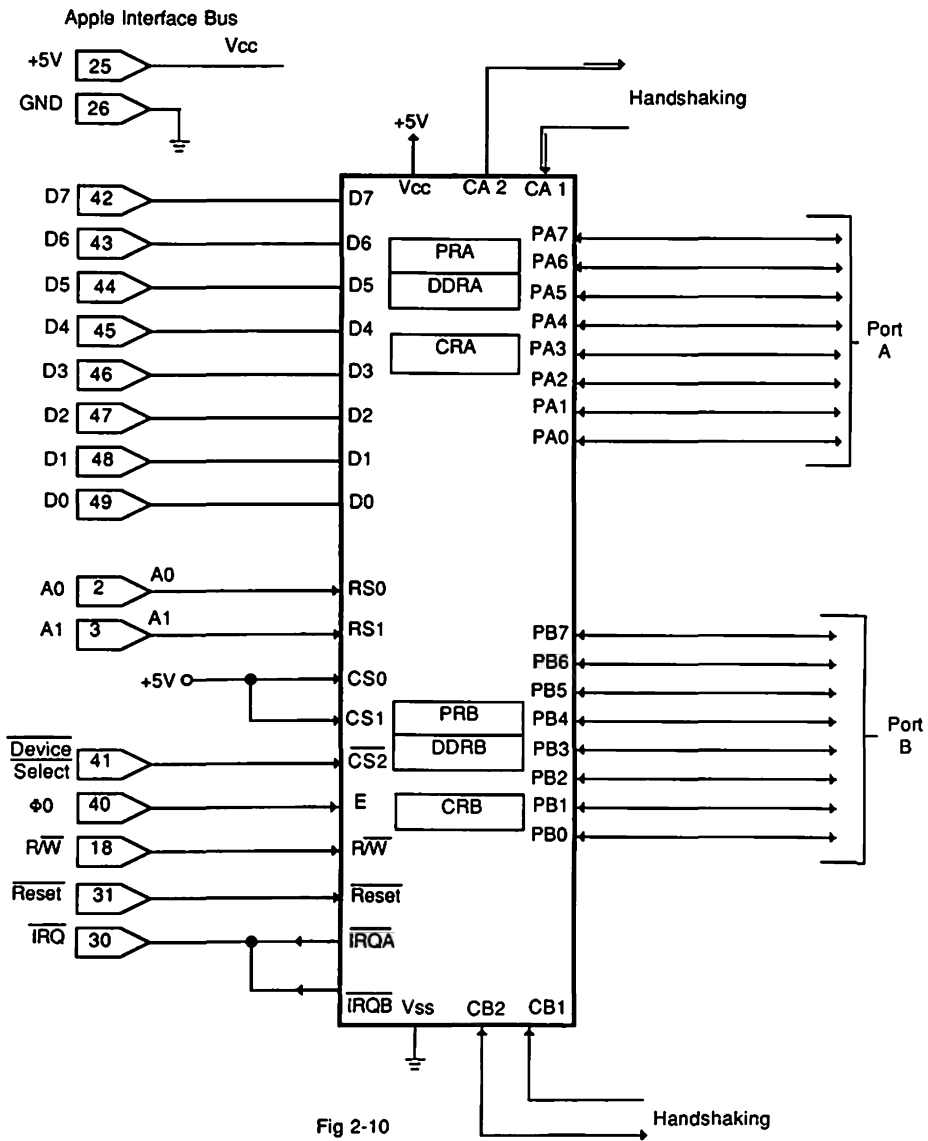 Apple Interface Bus
+5V 25 Vcc
GND 26
Handshaking
+5V
Vcc CA 2 CA 1
D7 42 D7
D6 43 D6
D5 44 D5
D4 45 D4
D3 46 D3
D2 47 D2
D1 48 D1
D0 49 D0
PRA
DDRA
CRA
PA7
PA6
PA5
PA4
PA3
PA2
PA1
PA0
Port
A
A0 2 A0 RS0
A1 3 A1 RS1
+5V CS0
CS1
Device
Select 41 CS2
Φ0 40 E
R/W 18 R/W
Reset 31 Reset
IRQ 30 IRQA
IRQB
PRB
DDRB
CRB
PB7
PB6
PB5
PB4
PB3
PB2
PB1
PB0
Port
B
Vss CB2 CB1
Handshaking
Fig 2-10